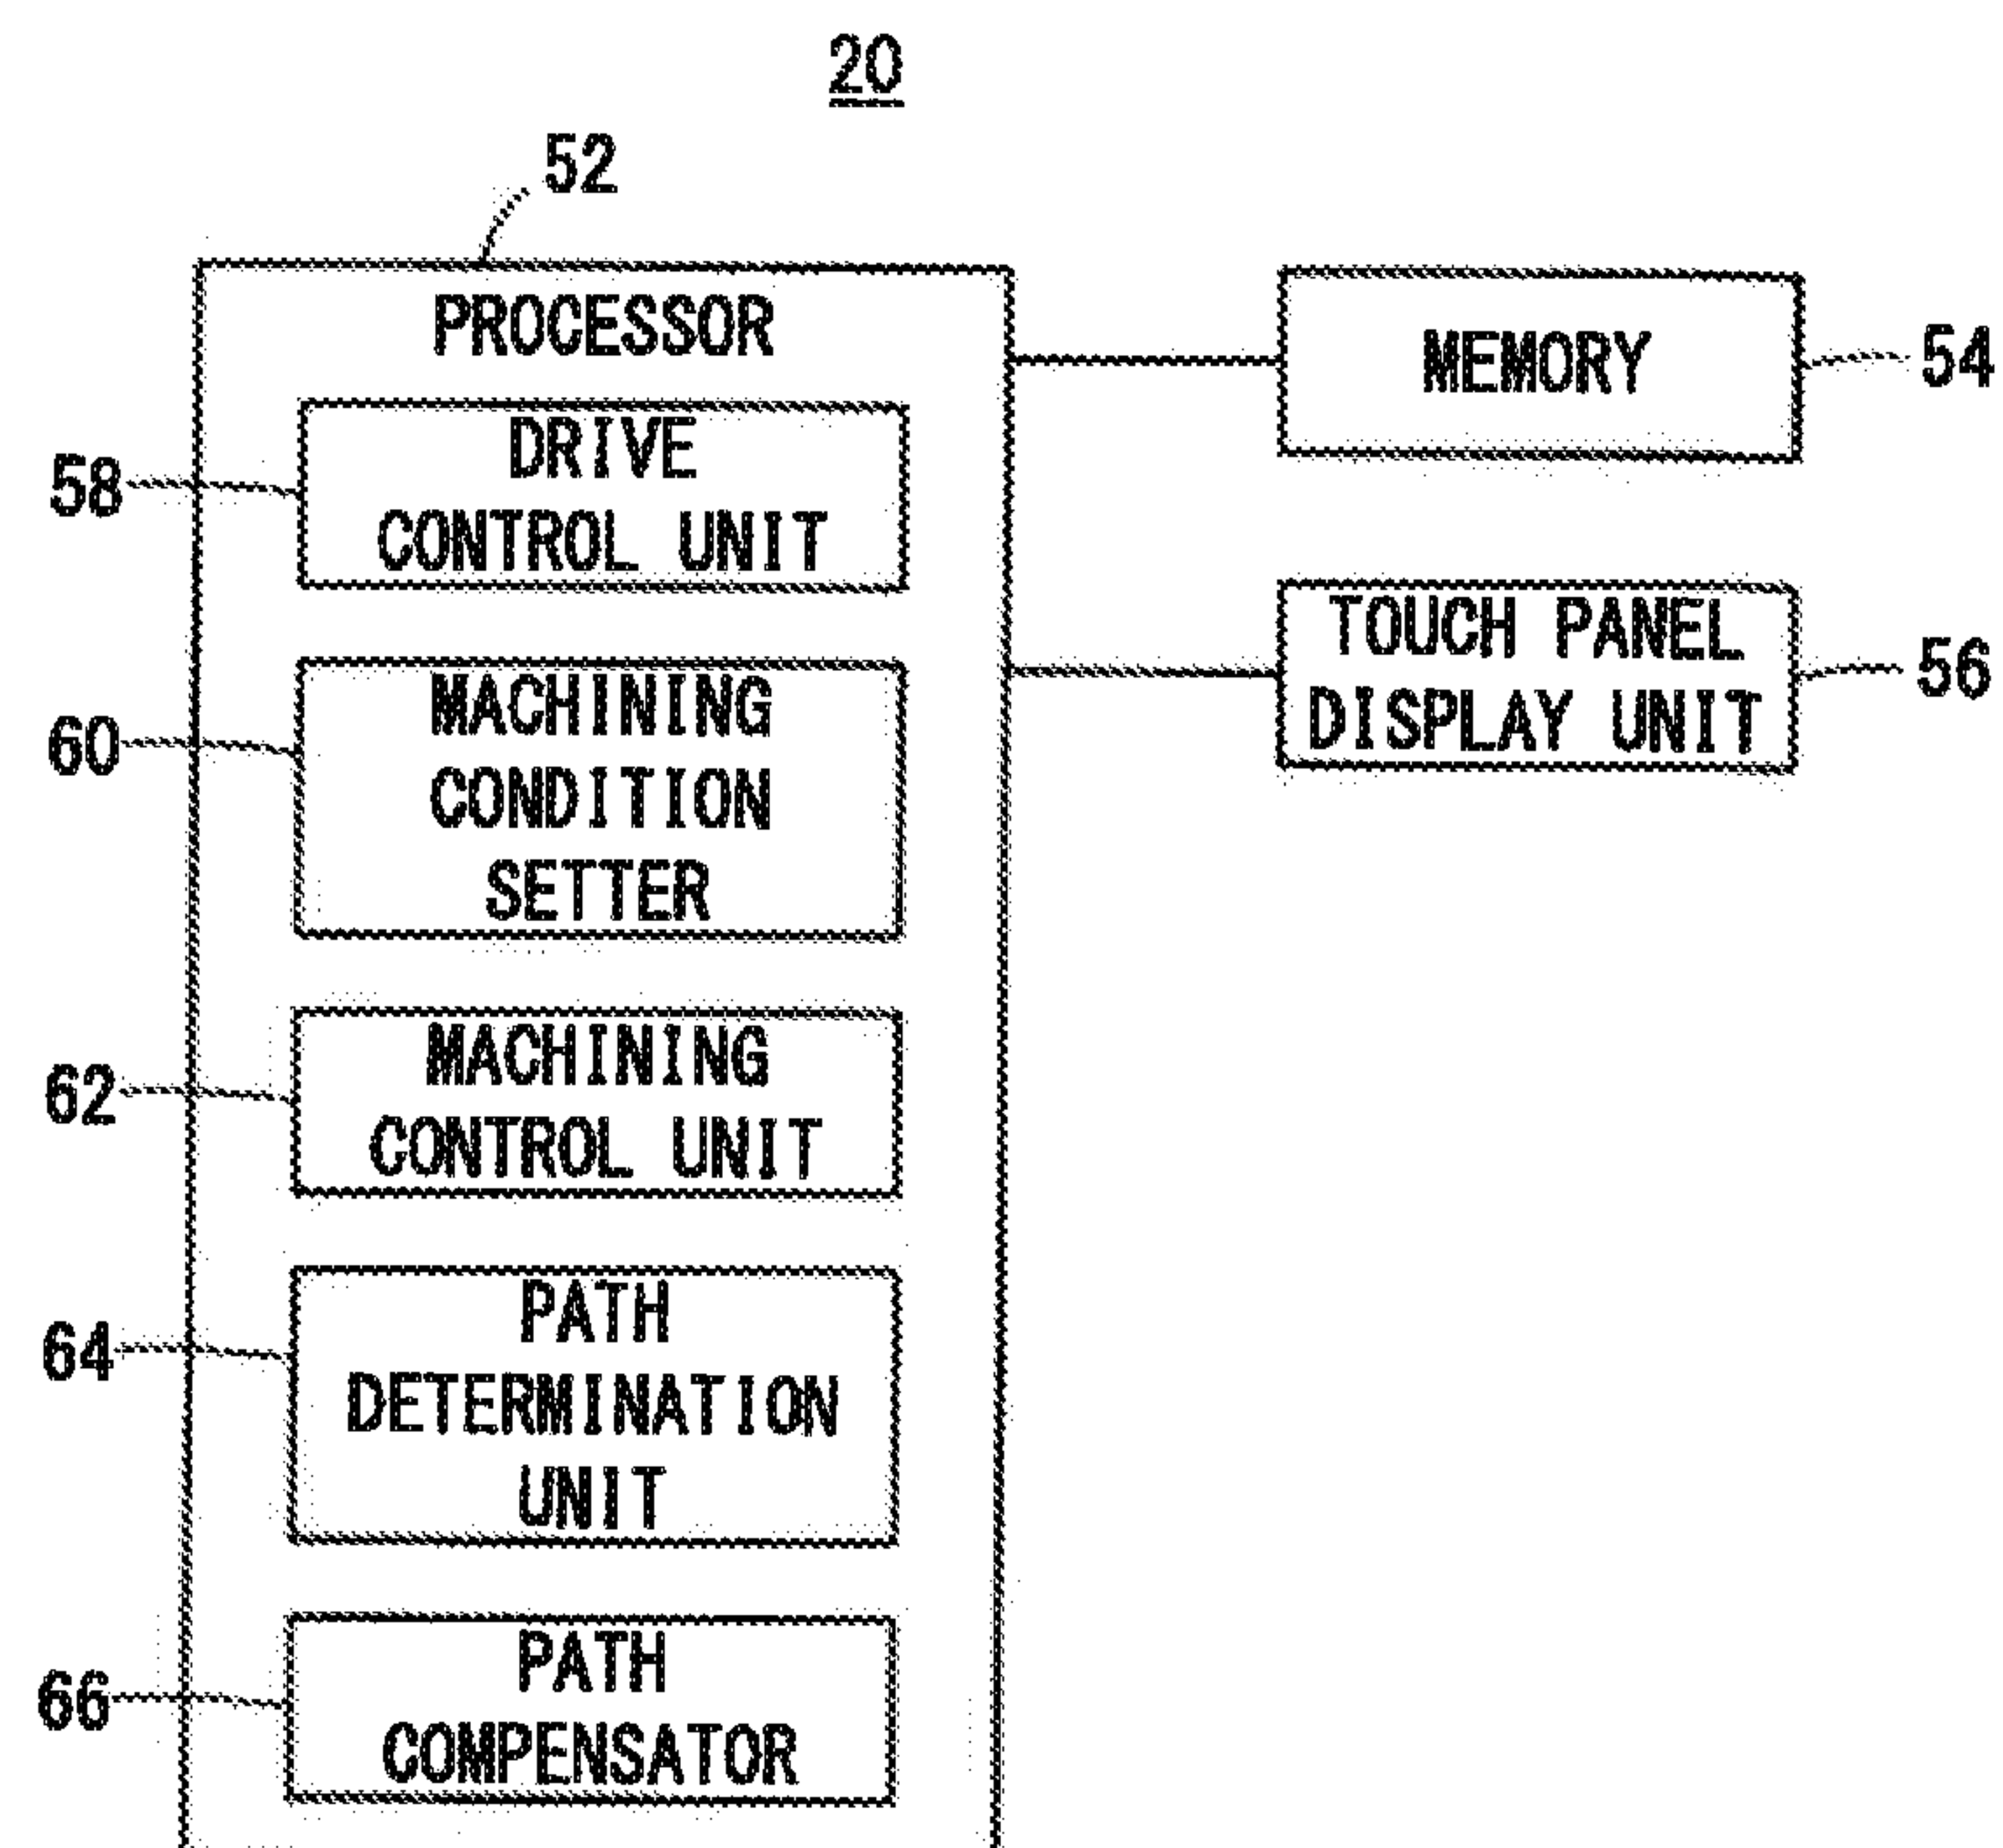 20
52
PROCESSOR
MEMORY
54
58
DRIVE
CONTROL UNIT
TOUCH PANEL
DISPLAY UNIT
56
60
MACHINING
CONDITION
SETTER
62
MACHINING
CONTROL UNIT
64
PATH
DETERMINATION
UNIT
66
PATH
COMPENSATOR